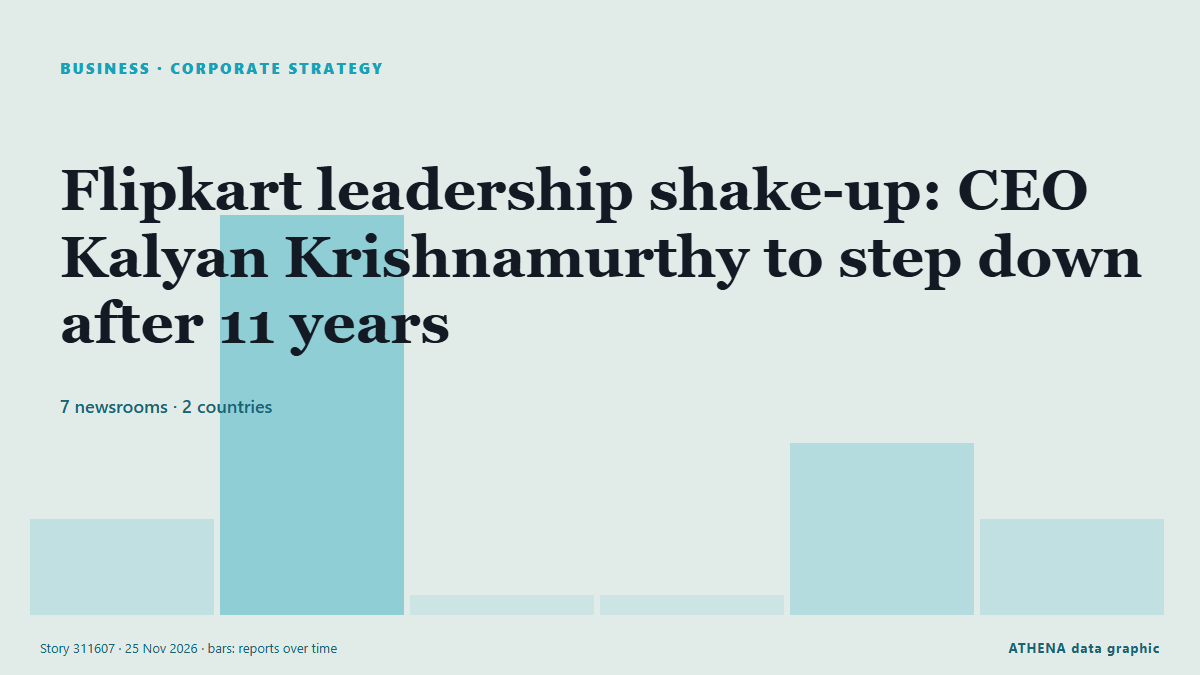 BUSINESS · CORPORATE STRATEGY
Flipkart leadership shake-up: CEO
Kalyan Krishnamurthy to step down
after 11 years
7 newsrooms · 2 countries
Story 311607 · 25 Nov 2026 · bars: reports over time
ATHENA data graphic